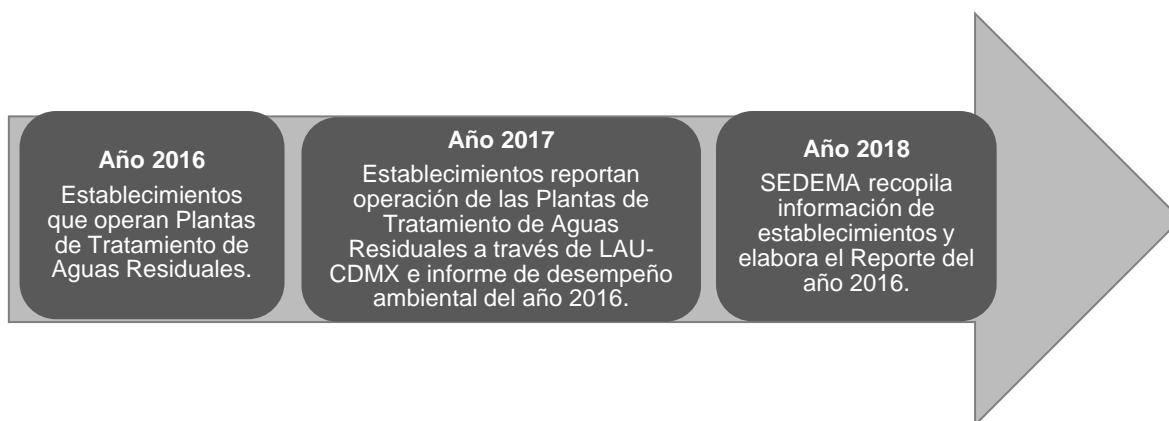 Año 2016
Establecimientos
que operan Plantas
de Tratamiento de
Aguas Residuales.
Año 2017
Establecimientos reportan
operación de las Plantas de
Tratamiento de Aguas
Residuales a través de LAU-
CDMX e informe de desempeño
ambiental del año 2016.
Año 2018
SEDEMA recopila
información de
establecimientos y
elabora el Reporte del
año 2016.